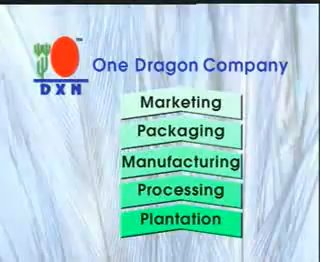 DXN
One Dragon Company
Marketing
Packaging
Manufacturing
Processing
Plantation